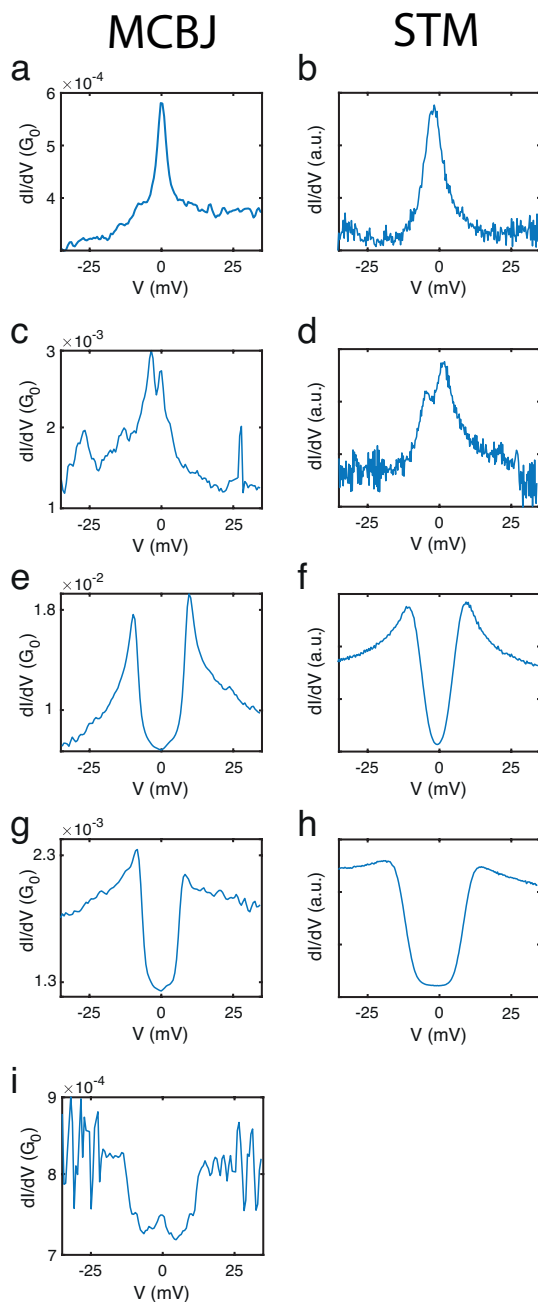 MCBJ STM
a ×10⁻⁴ b
6
5
4
dI/dV (G₀) dI/dV (a.u.)
-25 0 25 -25 0 25
V (mV) V (mV)
c ×10⁻³ d
3
2
1
dI/dV (G₀) dI/dV (a.u.)
-25 0 25 -25 0 25
V (mV) V (mV)
e ×10⁻² f
1.8
1
dI/dV (G₀) dI/dV (a.u.)
-25 0 25 -25 0 25
V (mV) V (mV)
g ×10⁻³ h
2.3
1.3
dI/dV (G₀) dI/dV (a.u.)
-25 0 25 -25 0 25
V (mV) V (mV)
i ×10⁻⁴
9
8
7
dI/dV (G₀)
-25 0 25
V (mV)